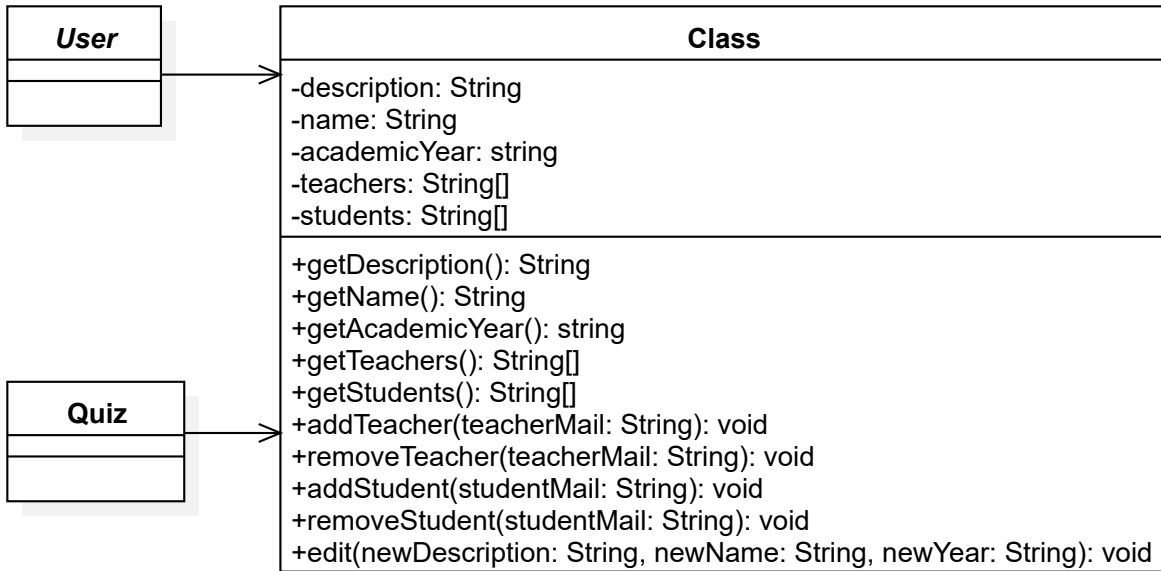 User
Class
-description: String
-name: String
-academicYear: string
-teachers: String[]
-students: String[]
+getDescription(): String
+getName(): String
+getAcademicYear(): string
+getTeachers(): String[]
+getStudents(): String[]
+addTeacher(teacherMail: String): void
+removeTeacher(teacherMail: String): void
+addStudent(studentMail: String): void
+removeStudent(studentMail: String): void
+edit(newDescription: String, newName: String, newYear: String): void
Quiz